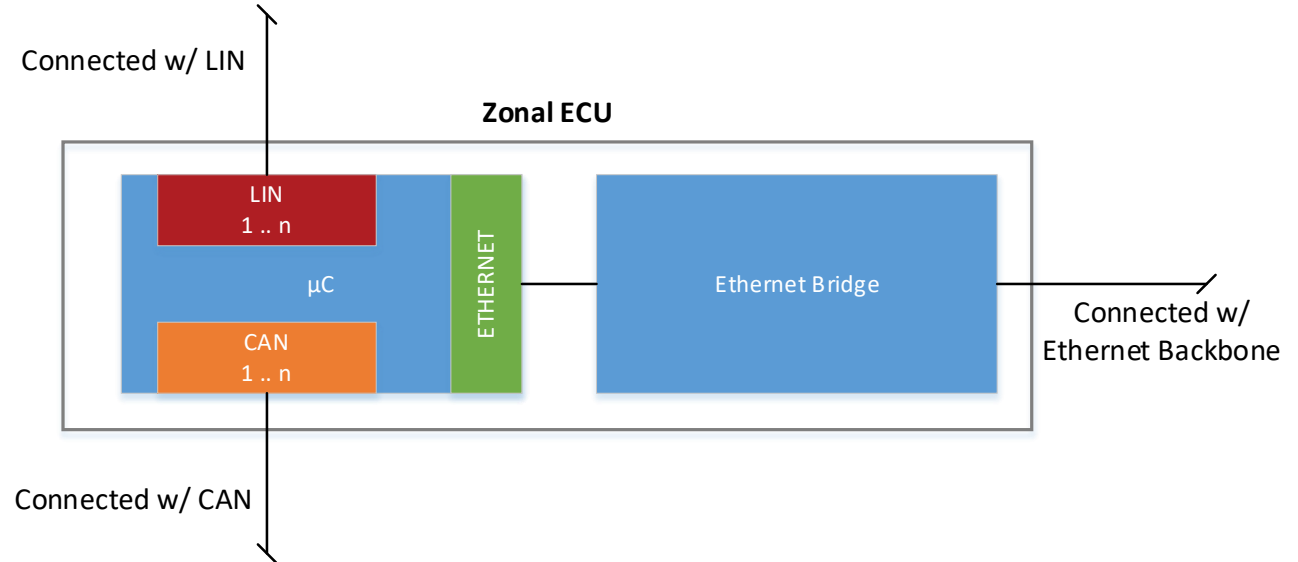 Connected w/ LIN
Zonal ECU
LIN
1 .. n
µC
CAN
1 .. n
ETHERNET
Ethernet Bridge
Connected w/
Ethernet Backbone
Connected w/ CAN